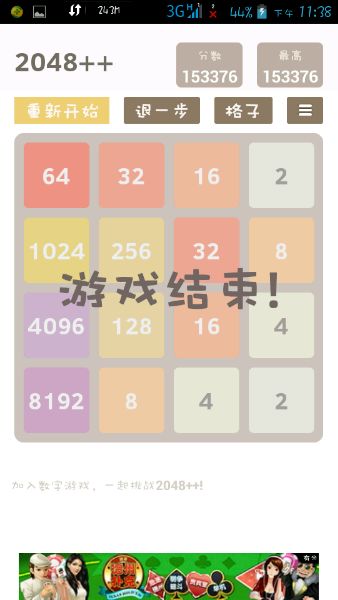 243M 3G H 44% 下午 11:38
2048++
分数 最高
153376 153376
重新开始 退一步 格子
64 32 16 2
1024 256 32 8
游戏结束!
4096 128 16 4
8192 8 4 2
加入数字游戏，一起挑战2048++!